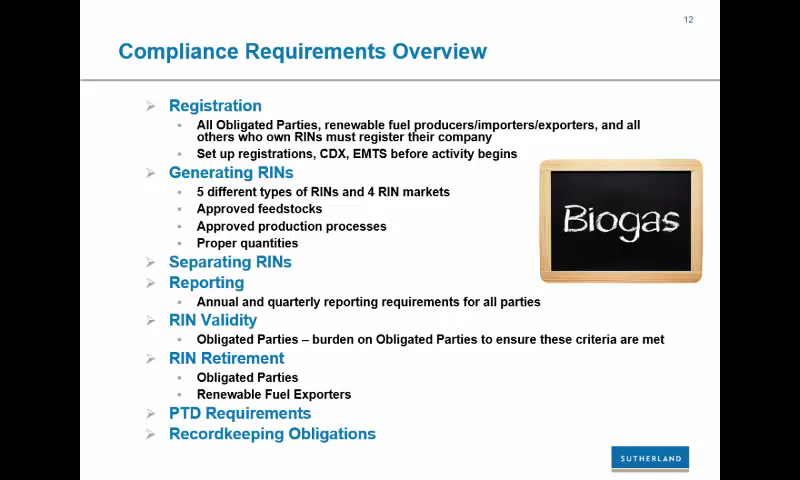 12
Compliance Requirements Overview
Registration
All Obligated Parties, renewable fuel producers/importers/exporters, and all
others who own RINs must register their company
Set up registrations, CDX, EMTS before activity begins
Generating RINs
5 different types of RINs and 4 RIN markets
Approved feedstocks
Approved production processes
Proper quantities
Biogas
Separating RINs
Reporting
Annual and quarterly reporting requirements for all parties
RIN Validity
Obligated Parties – burden on Obligated Parties to ensure these criteria are met
RIN Retirement
Obligated Parties
Renewable Fuel Exporters
PTD Requirements
Recordkeeping Obligations
SUTHERLAND